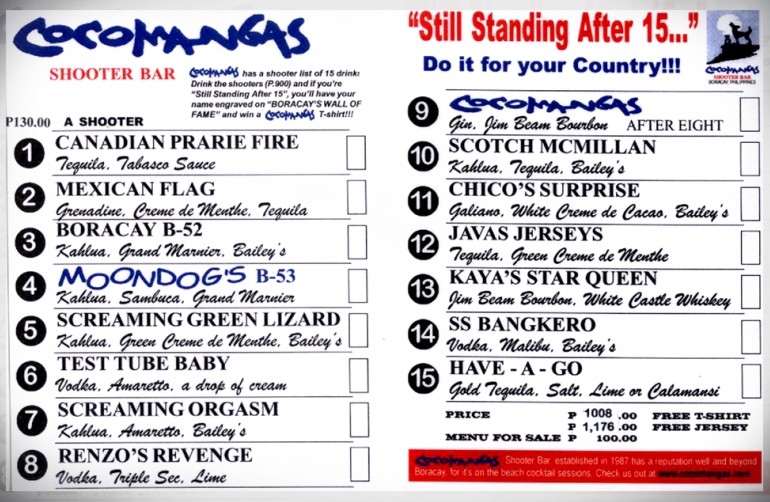 COCOMANGAS
SHOOTER BAR
COCOMANGAS has a shooter list of 15 drink!
Drink the shooters (P.900) and if you're
"Still Standing After 15", you'll have your
name engraved on "BORACAY'S WALL OF
FAME" and win a COCOMANGAS T-shirt!!!
P130.00 A SHOOTER
1 CANADIAN PRARIE FIRE
Tequila, Tabasco Sauce
2 MEXICAN FLAG
Grenadine, Creme de Menthe, Tequila
3 BORACAY B-52
Kahlua, Grand Marnier, Bailey's
4 MOONDOG'S B-53
Kahlua, Sambuca, Grand Marnier
5 SCREAMING GREEN LIZARD
Kahlua, Green Creme de Menthe, Bailey's
6 TEST TUBE BABY
Vodka, Amaretto, a drop of cream
7 SCREAMING ORGASM
Kahlua, Amaretto, Bailey's
8 RENZO'S REVENGE
Vodka, Triple Sec, Lime
"Still Standing After 15..."
Do it for your Country!!!
COCOMANGAS
SHOOTER BAR
BORACAY PHILIPPINES
9 COCOMANGAS
Gin, Jim Beam Bourbon AFTER EIGHT
10 SCOTCH MCMILLAN
Kahlua, Tequila, Bailey's
11 CHICO'S SURPRISE
Galiano, White Creme de Cacao, Bailey's
12 JAVAS JERSEYS
Tequila, Green Creme de Menthe
13 KAYA'S STAR QUEEN
Jim Beam Bourbon, White Castle Whiskey
14 SS BANGKERO
Vodka, Malibu, Bailey's
15 HAVE - A - GO
Gold Tequila, Salt, Lime or Calamansi
PRICE P 1008 .00 FREE T-SHIRT
P 1,176 .00 FREE JERSEY
MENU FOR SALE P 100.00
COCOMANGAS Shooter Bar established in 1987 has a reputation well and beyond
Boracay, for 4's on the beach cocktail sessions. Check us out at www.cocomangas.com